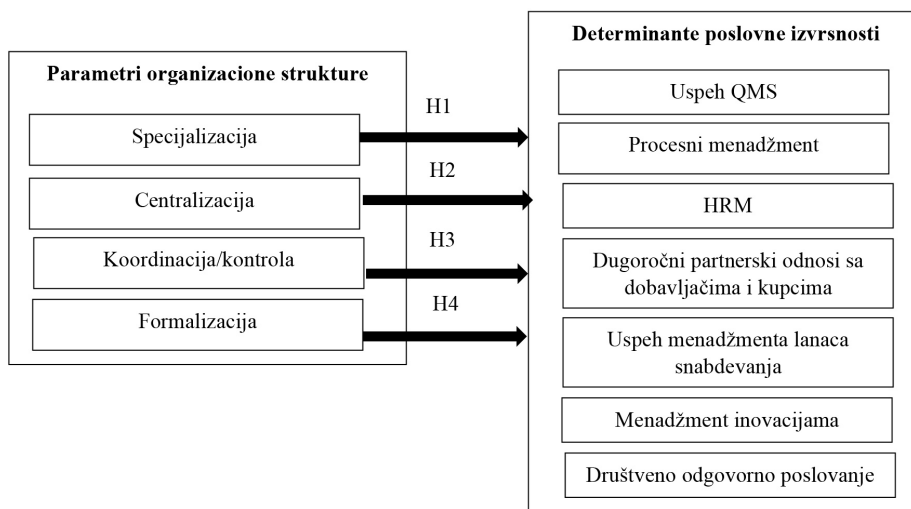 Parametri organizacione strukture
Specijalizacija
Centralizacija
Koordinacija/kontrola
Formalizacija
H1
H2
H3
H4
Determinante poslovne izvrsnosti
Uspeh QMS
Procesni menadžment
HRM
Dugoročni partnerski odnosi sa
dobavljačima i kupcima
Uspeh menadžmenta lanaca
snabdevanja
Menadžment inovacijama
Društveno odgovorno poslovanje